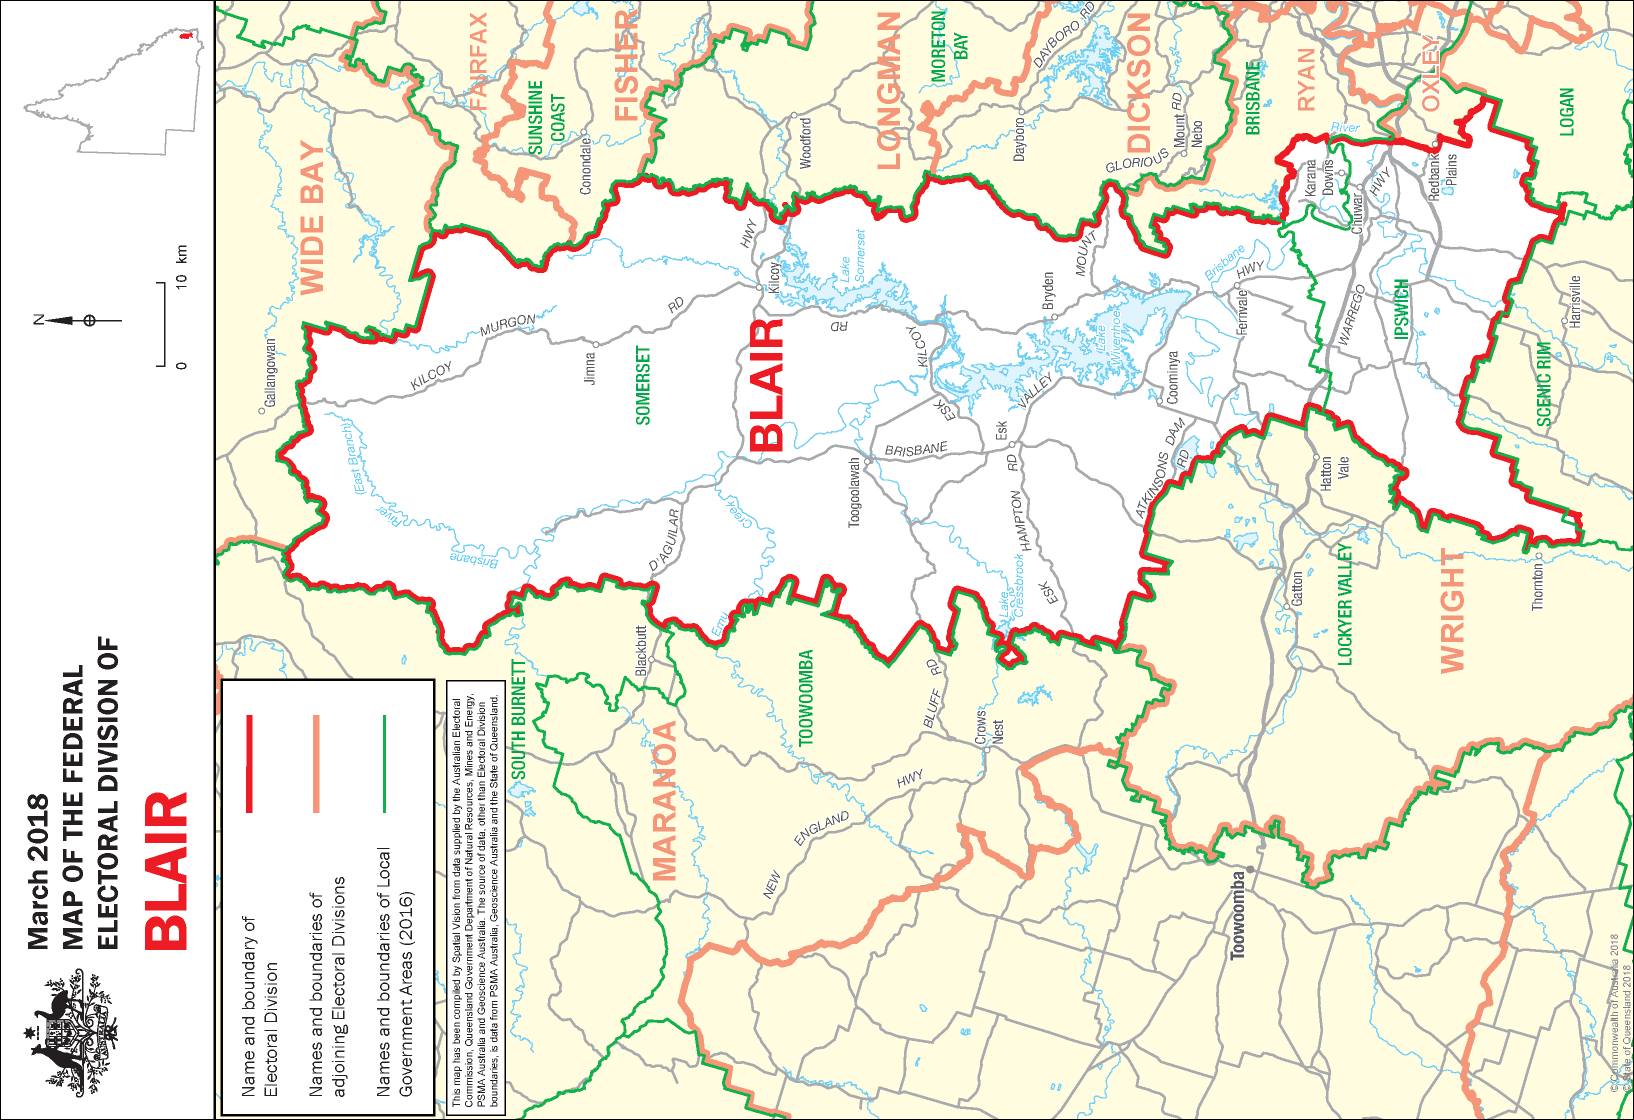 March 2018
MAP OF THE FEDERAL
ELECTORAL DIVISION OF
BLAIR
N
0 10 km
Name and boundary of
Electoral Division
Names and boundaries of
adjoining Electoral Divisions
Names and boundaries of Local
Government Areas (2016)
This map has been compiled by Spatial Vision from data supplied by the Australian Electoral
Commission, Queensland Government Department of Natural Resources, Mines and Energy,
PSMA Australia and Geoscience Australia. The source of data, other than Electoral Division
boundaries, is data from PSMA Australia, Geoscience Australia and the State of Queensland.
WIDE BAY
Gallangowan
FAIRFAX
SUNSHINE
COAST
FISHER
Conondale
KILCOY
MURGON
RD
Jimna
(East Branch)
River
Brisbane
SOUTH BURNETT
SOMERSET
Blackbutt
D'AGUILAR
HWY
Kilcoy
Woodford
MARANOA
Emu
Creek
BLAIR
TOOWOOMBA
NEW
ENGLAND
HWY
Toogoolawah
RD
KILCOY
Lake
Somerset
LONGMAN
MORETON
BAY
BRISBANE
ESK
VALLEY
BLUFF
RD
Crows
Nest
Esk
RD
HAMPTON
ESK
Lake
Cressbrook
Bryden
Dayboro
DAYBORO RD
MOUNT
GLORIOUS
RD
DICKSON
Mount
Nebo
Lake
Wivenhoe
Coominya
ATKINSONS DAM
RD
Brisbane
HWY
Fernvale
BRISBANE
RYAN
River
Karana
Downs
Chuwar
HWY
WARREGO
IPSWICH
Redbank
Plains
OXLEY
LOGAN
Harrisville
SCENIC RIM
Hatton
Vale
Gatton
LOCKYER VALLEY
WRIGHT
Thornton
Toowoomba
© Commonwealth of Australia 2018
© State of Queensland 2018